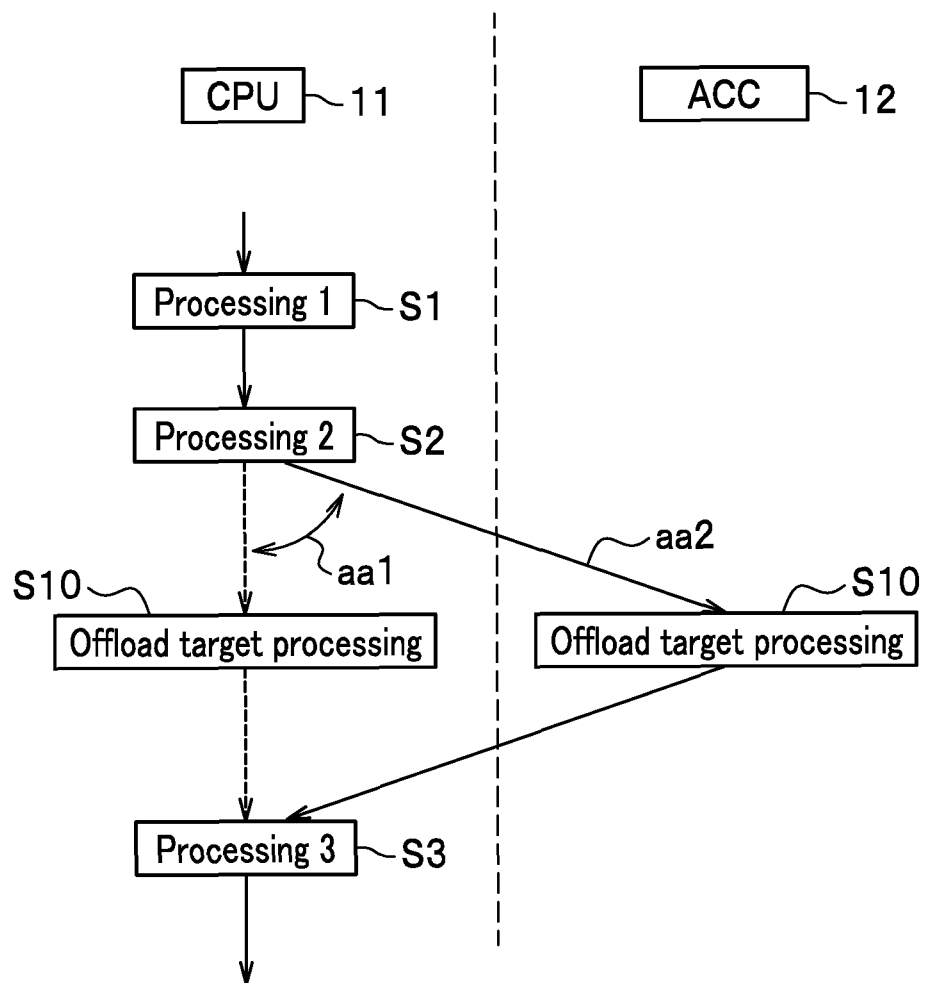 CPU 11
ACC 12
Processing 1 S1
Processing 2 S2
aa1
aa2
S10
S10
Offload target processing
Offload target processing
Processing 3 S3